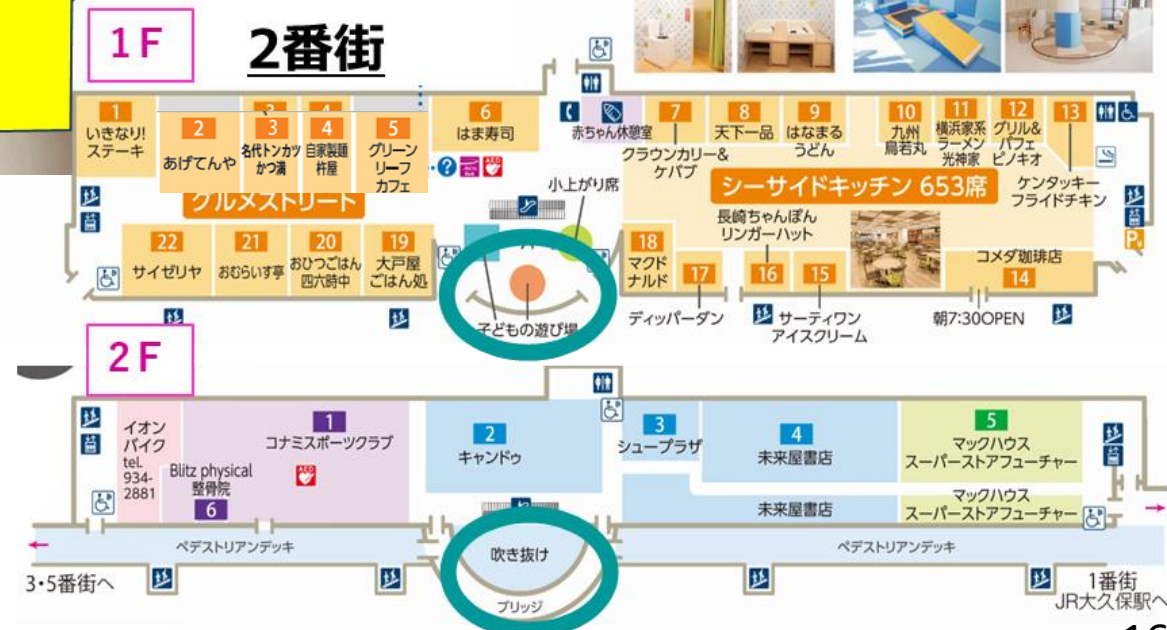 1F
2番街
1
いきなり!
ステーキ
2
あげてんや
3
名代トンカツ
かつ満
4
自家製麺
杵屋
5
グリーン
リーフ
カフェ
6
はま寿司
赤ちゃん休憩室
7
クラウンカリー&
ケバブ
8
天下一品
9
はなまる
うどん
10
九州
鳥若丸
11
横浜家系
ラーメン
光神家
12
グリル&
パフェ
ピノキオ
13
ケンタッキー
フライドチキン
?
AED
小上がり席
グルメストリート
シーサイドキッチン 653席
22
サイゼリヤ
21
おむらいす亭
20
おひつごはん
四六時中
19
大戸屋
ごはん処
子どもの遊び場
18
マクド
ナルド
17
ディッパーダン
長崎ちゃんぽん
リンガーハット
16
15
サーティワン
アイスクリーム
コメダ珈琲店
14
朝7:30OPEN
P
2F
イオン
バイク
tel.
934-
2881
1
コナミスポーツクラブ
Blitz physical
整骨院
6
AED
2
キャンドゥ
3
シュープラザ
4
未来屋書店
5
マックハウス
スーパーストアフューチャー
未来屋書店
マックハウス
スーパーストアフューチャー
ペデストリアンデッキ
吹き抜け
ペデストリアンデッキ
3・5番街へ
ブリッジ
1番街
JR大久保駅へ